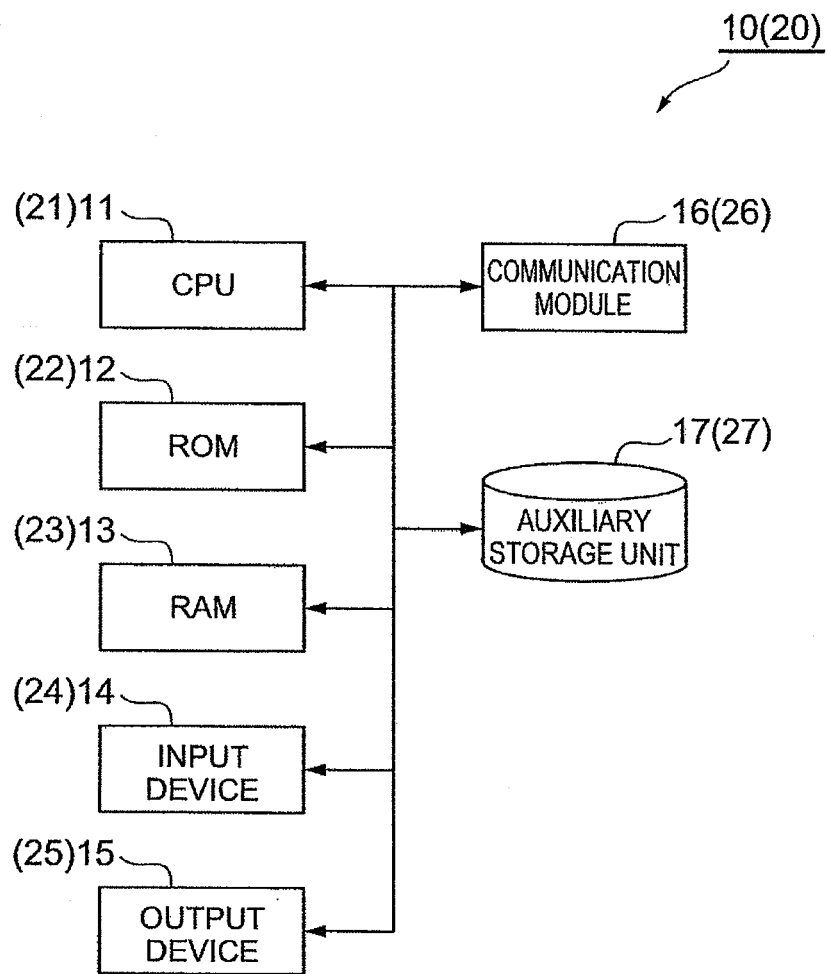 10(20)
(21)11
CPU
16(26)
COMMUNICATION
MODULE
(22)12
ROM
17(27)
AUXILIARY
STORAGE UNIT
(23)13
RAM
(24)14
INPUT
DEVICE
(25)15
OUTPUT
DEVICE